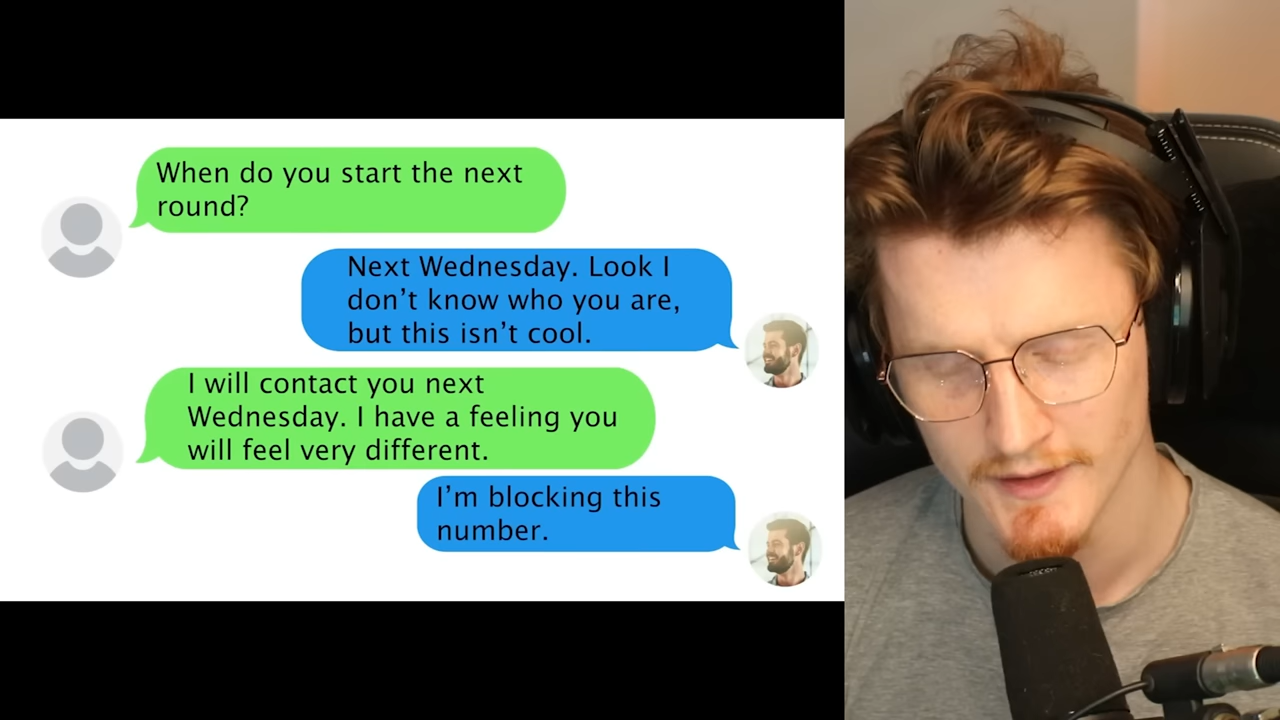 When do you start the next
round?
Next Wednesday. Look I
don’t know who you are,
but this isn’t cool.
I will contact you next
Wednesday. I have a feeling you
will feel very different.
I’m blocking this
number.